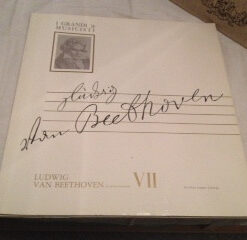 I GRANDI
MUSICISTI
Ludwig
van Beethoven
LUDWIG
VAN BEETHOVEN VII